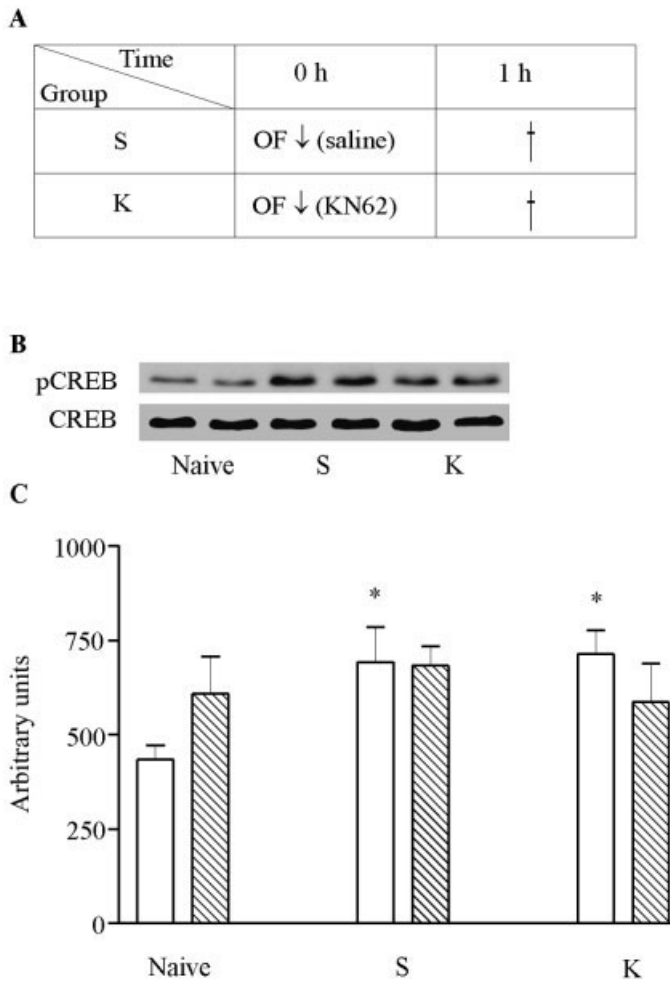 A
Time 0 h 1 h
Group
S OF ↓ (saline) †
K OF ↓ (KN62) †
B
pCREB
CREB
Naive S K
C
1000
750
500
250
0
Arbitrary units
* *
Naive S K